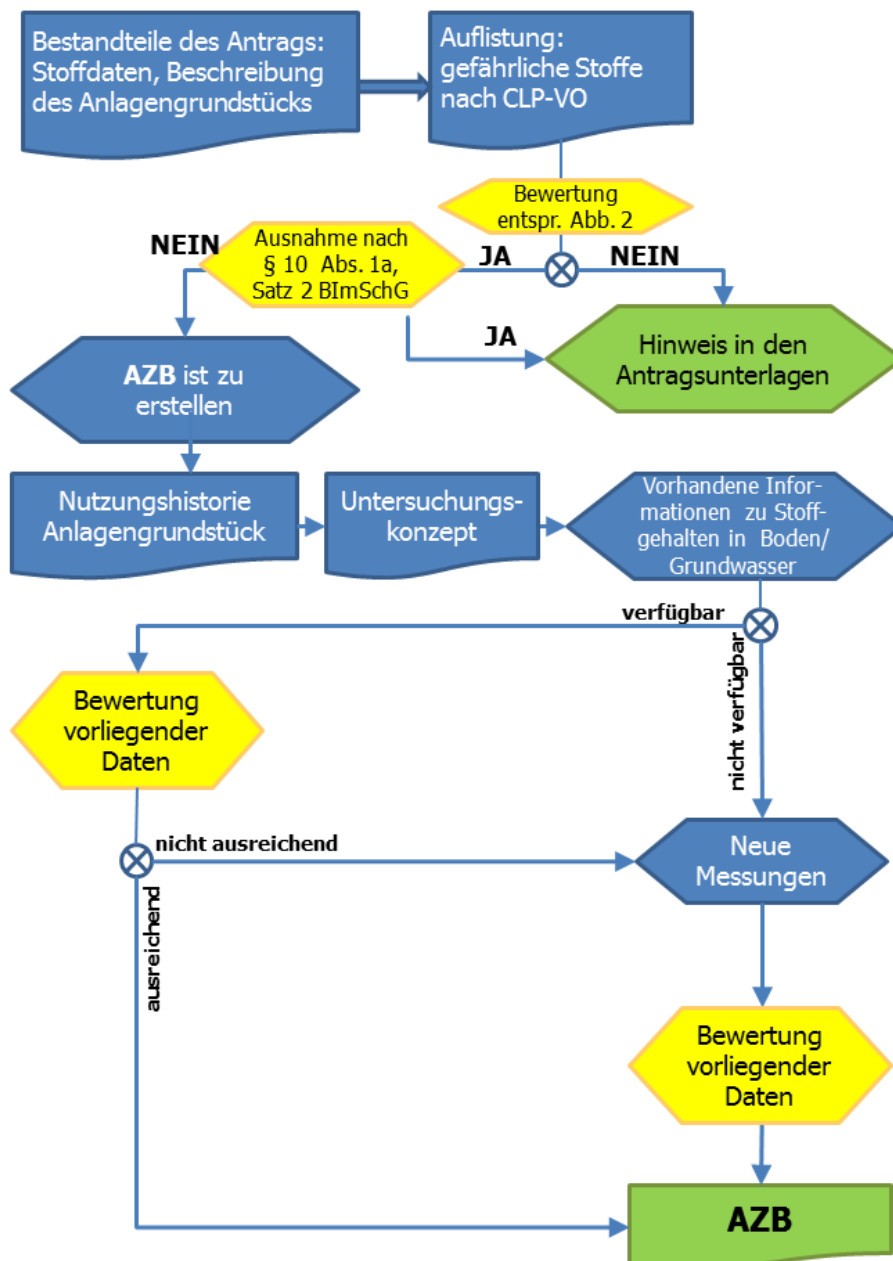 Bestandteile des Antrags:
Stoffdaten, Beschreibung
des Anlagengrundstücks
Auflistung:
gefährliche Stoffe
nach CLP-VO
Bewertung
entspr. Abb. 2
NEIN
Ausnahme nach
§ 10 Abs. 1a,
Satz 2 BImSchG
JA
NEIN
JA
Hinweis in den
Antragsunterlagen
AZB ist zu
erstellen
Nutzungshistorie
Anlagengrundstück
Untersuchungs-
konzept
Vorhandene Infor-
mationen zu Stoff-
gehalten in Boden/
Grundwasser
verfügbar
nicht verfügbar
Bewertung
vorliegender
Daten
nicht ausreichend
ausreichend
Neue
Messungen
Bewertung
vorliegender
Daten
AZB